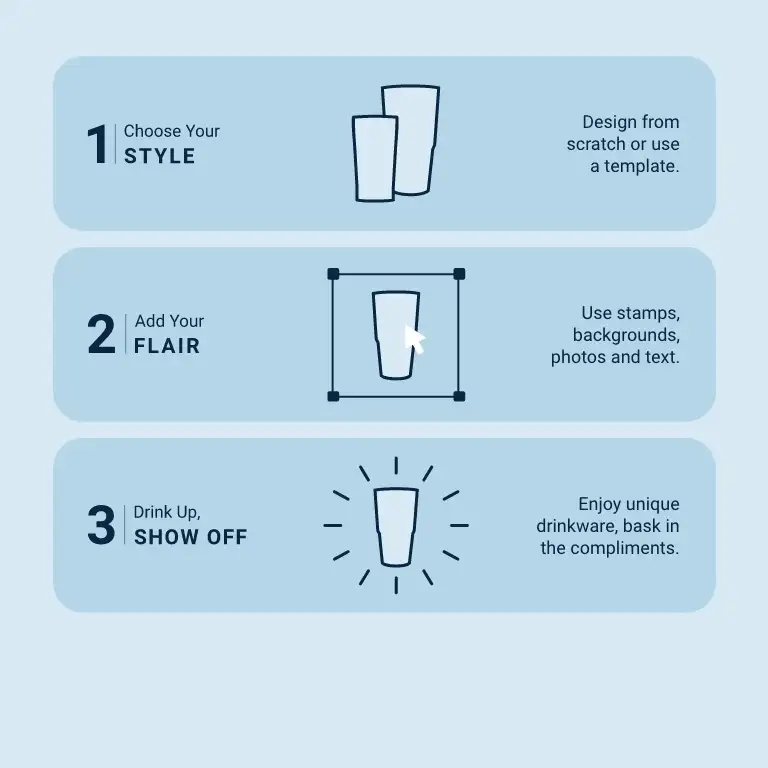 1
Choose Your
STYLE
Design from
scratch or use
a template.
2
Add Your
FLAIR
Use stamps,
backgrounds,
photos and text.
3
Drink Up,
SHOW OFF
Enjoy unique
drinkware, bask in
the compliments.